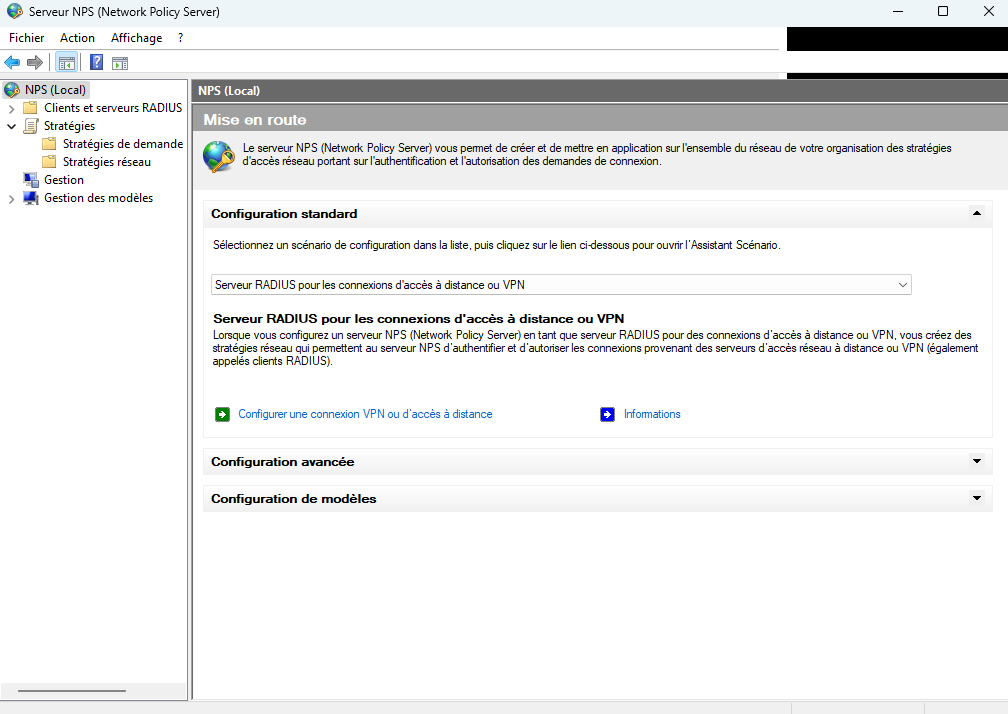 Serveur NPS (Network Policy Server)
Fichier Action Affichage ?
NPS (Local)
Clients et serveurs RADIUS
Stratégies
Stratégies de demande
Stratégies réseau
Gestion
Gestion des modèles
NPS (Local)
Mise en route
Le serveur NPS (Network Policy Server) vous permet de créer et de mettre en application sur l'ensemble du réseau de votre organisation des stratégies
d'accès réseau portant sur l'authentification et l'autorisation des demandes de connexion.
Configuration standard
Sélectionnez un scénario de configuration dans la liste, puis cliquez sur le lien ci-dessous pour ouvrir l'Assistant Scénario.
Serveur RADIUS pour les connexions d'accès à distance ou VPN
Serveur RADIUS pour les connexions d'accès à distance ou VPN
Lorsque vous configurez un serveur NPS (Network Policy Server) en tant que serveur RADIUS pour des connexions d'accès à distance ou VPN, vous créez des
stratégies réseau qui permettent au serveur NPS d'authentifier et d'autoriser les connexions provenant des serveurs d'accès réseau à distance ou VPN (également
appelés clients RADIUS).
Configurer une connexion VPN ou d'accès à distance
Informations
Configuration avancée
Configuration de modèles